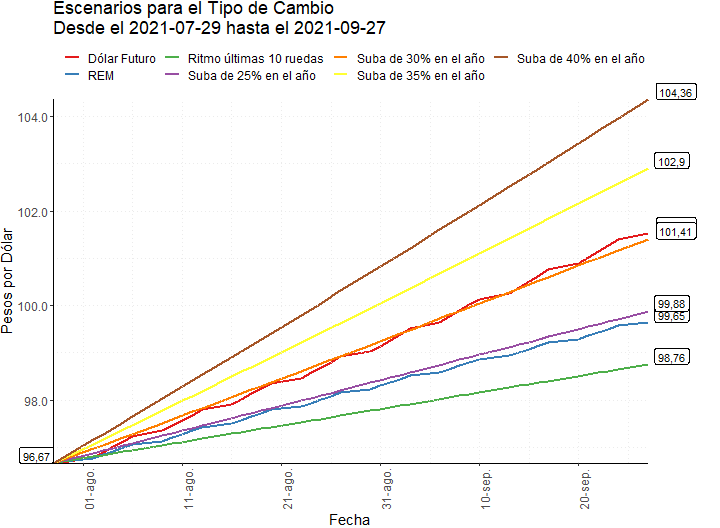 Escenarios para el Tipo de Cambio
Desde el 2021-07-29 hasta el 2021-09-27
Dólar Futuro
Ritmo últimas 10 ruedas
Suba de 30% en el año
Suba de 40% en el año
REM
Suba de 25% en el año
Suba de 35% en el año
104,36
104.0
102,9
102.0
101,41
Pesos por Dólar
100.0
99,88
99,65
98,76
98.0
96,67
01-ago.
11-ago.
21-ago.
31-ago.
10-sep.
20-sep.
Fecha